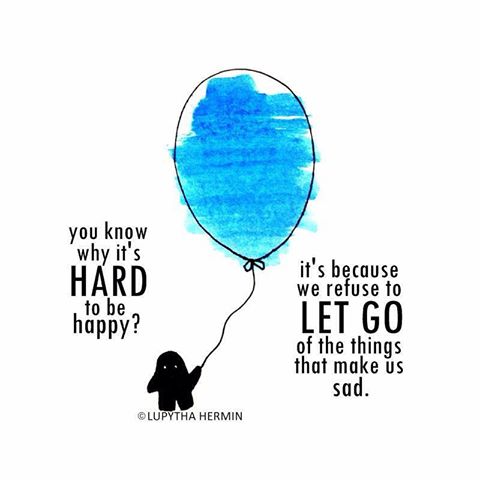 you know
why it's
HARD
to be
happy?
it's because
we refuse to
LET GO
of the things
that make us
sad.
©LUPYTHA HERMIN